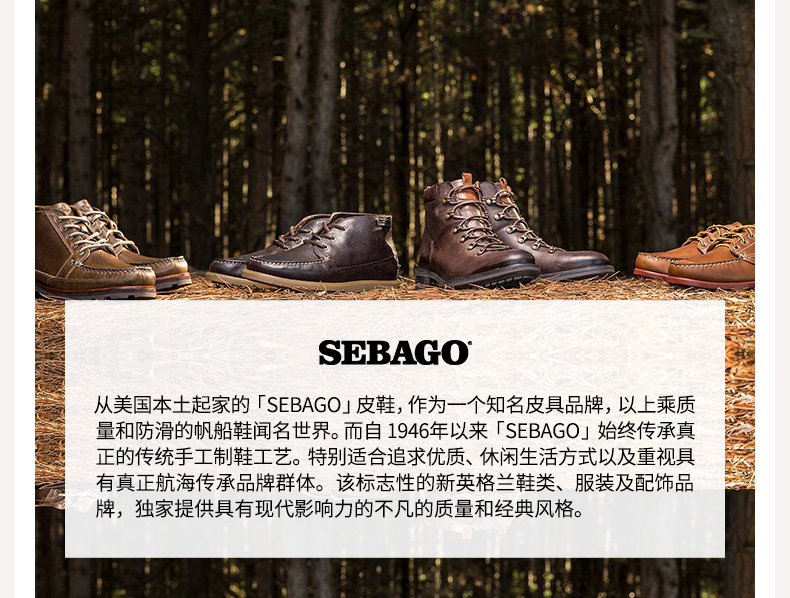 SEBAGO
从美国本土起家的「SEBAGO」皮鞋，作为一个知名皮具品牌，以上乘质
量和防滑的帆船鞋闻名世界。而自 1946年以来「SEBAGO」始终传承真
正的传统手工制鞋工艺。特别适合追求优质、休闲生活方式以及重视具
有真正航海传承品牌群体。该标志性的新英格兰鞋类、服装及配饰品
牌，独家提供具有现代影响力的不凡的质量和经典风格。